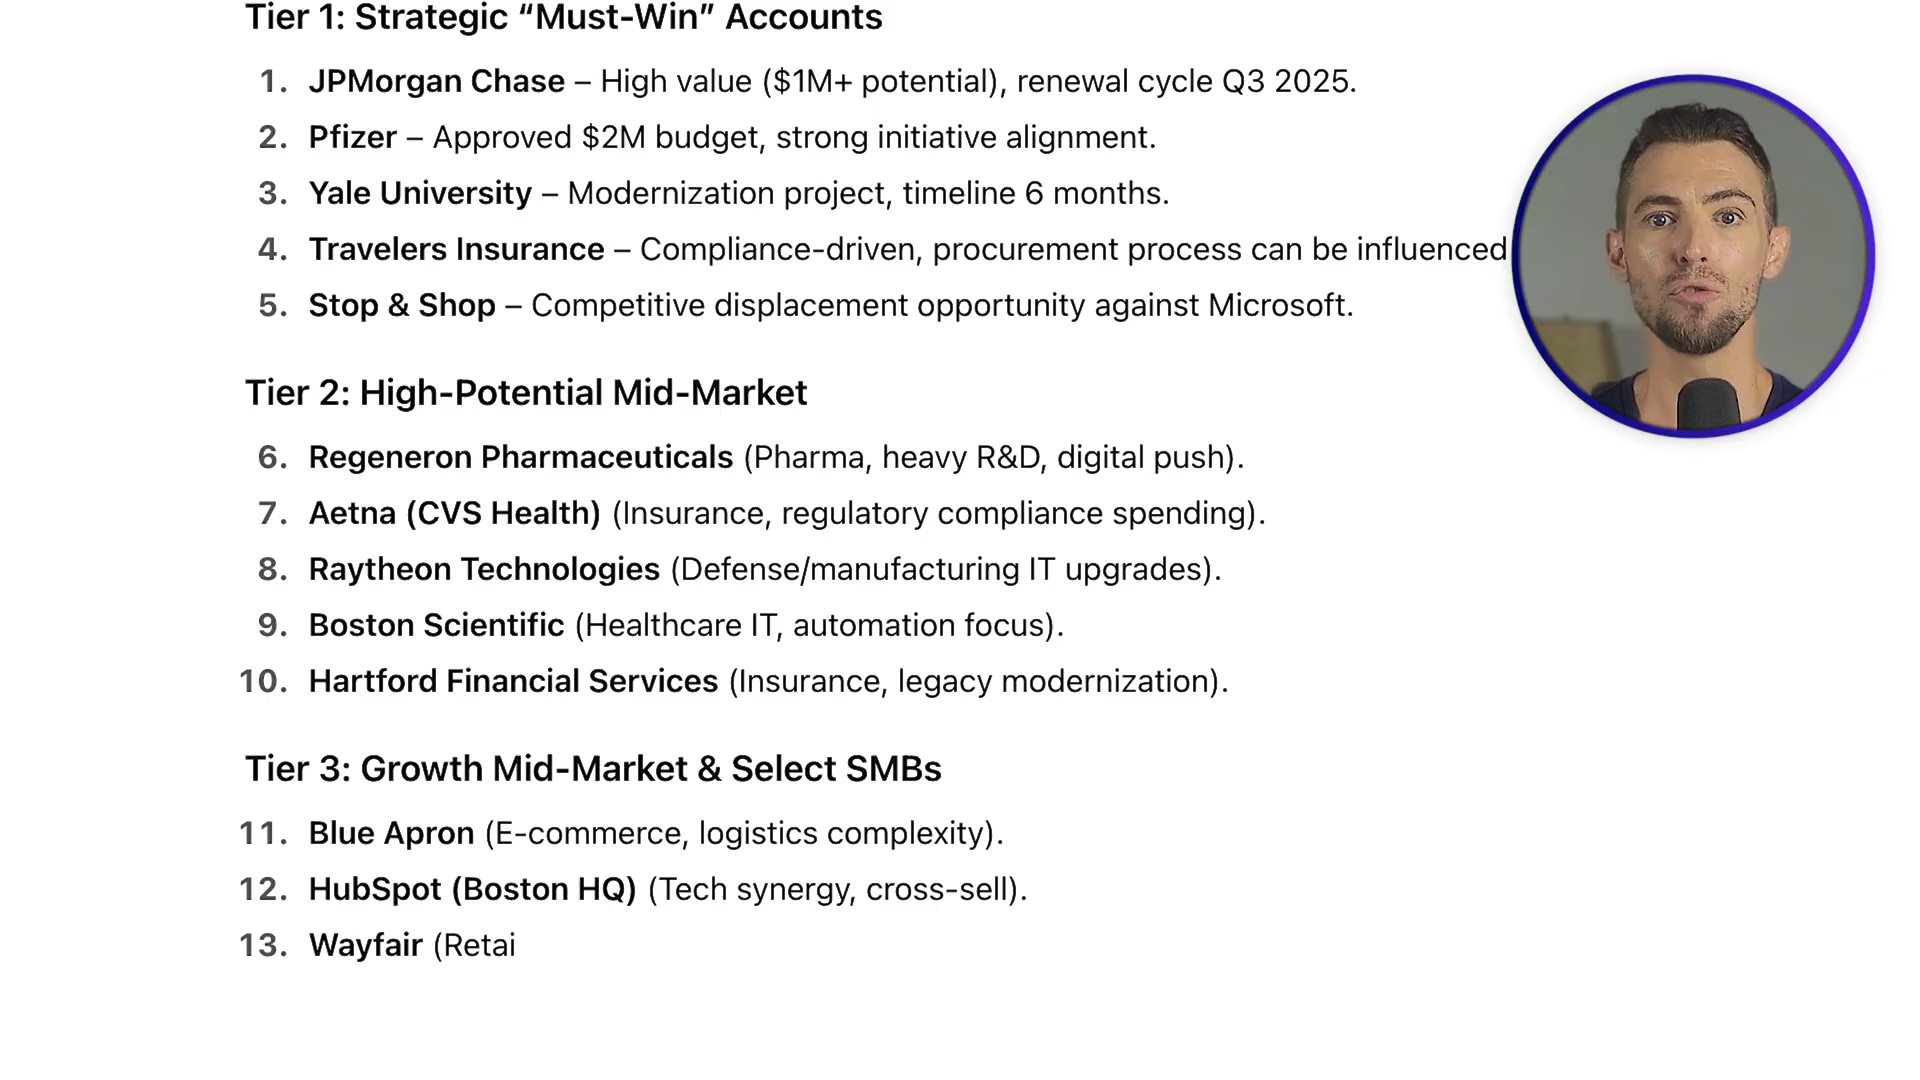 Tier 1: Strategic “Must-Win” Accounts
1. JPMorgan Chase – High value ($1M+ potential), renewal cycle Q3 2025.
2. Pfizer – Approved $2M budget, strong initiative alignment.
3. Yale University – Modernization project, timeline 6 months.
4. Travelers Insurance – Compliance-driven, procurement process can be influenced
5. Stop & Shop – Competitive displacement opportunity against Microsoft.
Tier 2: High-Potential Mid-Market
6. Regeneron Pharmaceuticals (Pharma, heavy R&D, digital push).
7. Aetna (CVS Health) (Insurance, regulatory compliance spending).
8. Raytheon Technologies (Defense/manufacturing IT upgrades).
9. Boston Scientific (Healthcare IT, automation focus).
10. Hartford Financial Services (Insurance, legacy modernization).
Tier 3: Growth Mid-Market & Select SMBs
11. Blue Apron (E-commerce, logistics complexity).
12. HubSpot (Boston HQ) (Tech synergy, cross-sell).
13. Wayfair (Retai